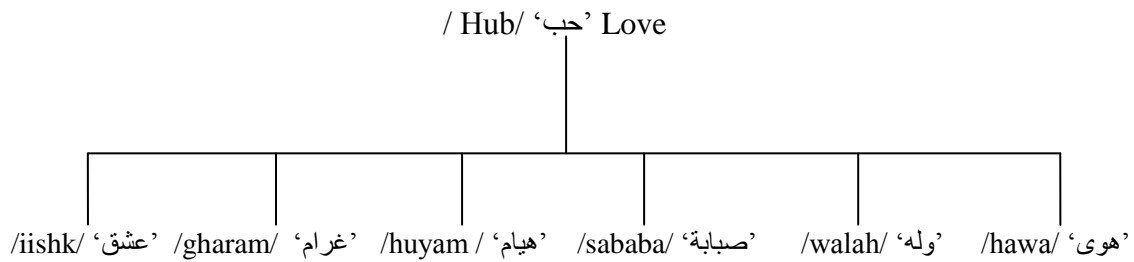 / Hub/ ‘حب’ Love
/iishk/ ‘عشق’ /gharam/ ‘غرام’ /huyam / ‘هيام’ /sababa/ ‘صبابة’ /walah/ ‘وله’ /hawa/ ‘هوى’